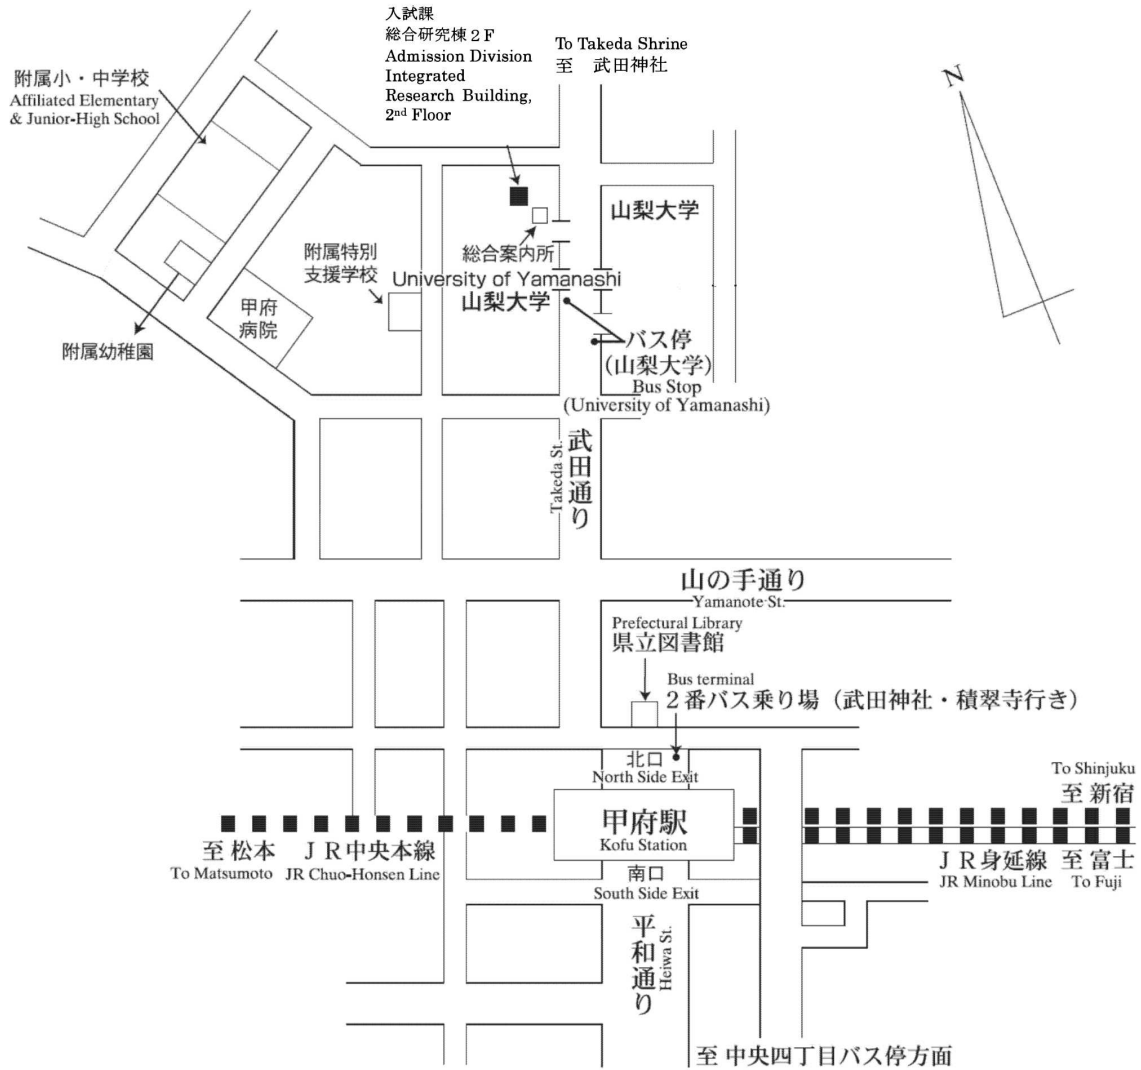 入試課
総合研究棟２F
Admission Division
Integrated
Research Building,
2nd Floor
To Takeda Shrine
至　武田神社
附属小・中学校
Affiliated Elementary
& Junior-High School
N
山梨大学
附属特別
支援学校
総合案内所
University of Yamanashi
山梨大学
甲府
病院
附属幼稚園
バス停
(山梨大学)
Bus Stop
(University of Yamanashi)
武田通り
Takeda St.
山の手通り
Yamanote St.
Prefectural Library
県立図書館
Bus terminal
２番バス乗り場（武田神社・積翠寺行き）
北口
North Side Exit
To Shinjuku
至 新宿
甲府駅
Kofu Station
至 松本
To Matsumoto
ＪＲ中央本線
JR Chuo-Honsen Line
ＪＲ身延線
JR Minobu Line
至 富士
To Fuji
南口
South Side Exit
平和通り
Heiwa St.
至 中央四丁目バス停方面